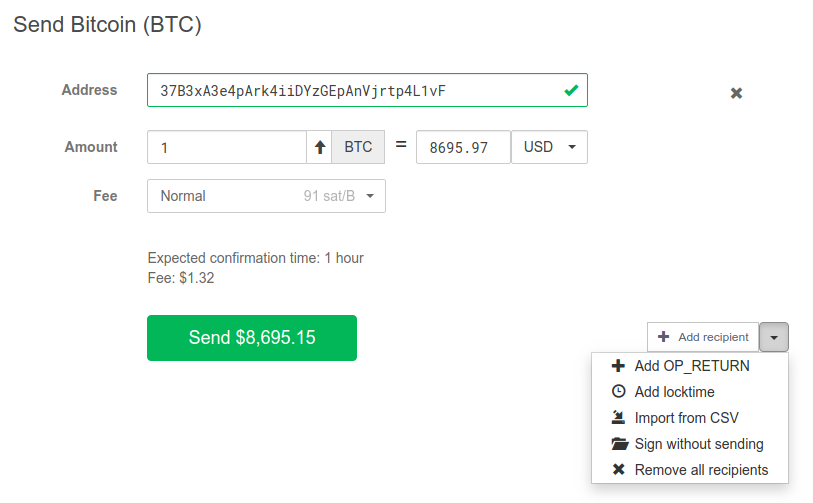 Send Bitcoin (BTC)
Address 37B3xA3e4pArk4iiDYzGEpAnVjrtp4L1vF
Amount 1 BTC = 8695.97 USD
Fee Normal 91 sat/B
Expected confirmation time: 1 hour
Fee: $1.32
Send $8,695.15
Add recipient
Add OP_RETURN
Add locktime
Import from CSV
Sign without sending
Remove all recipients